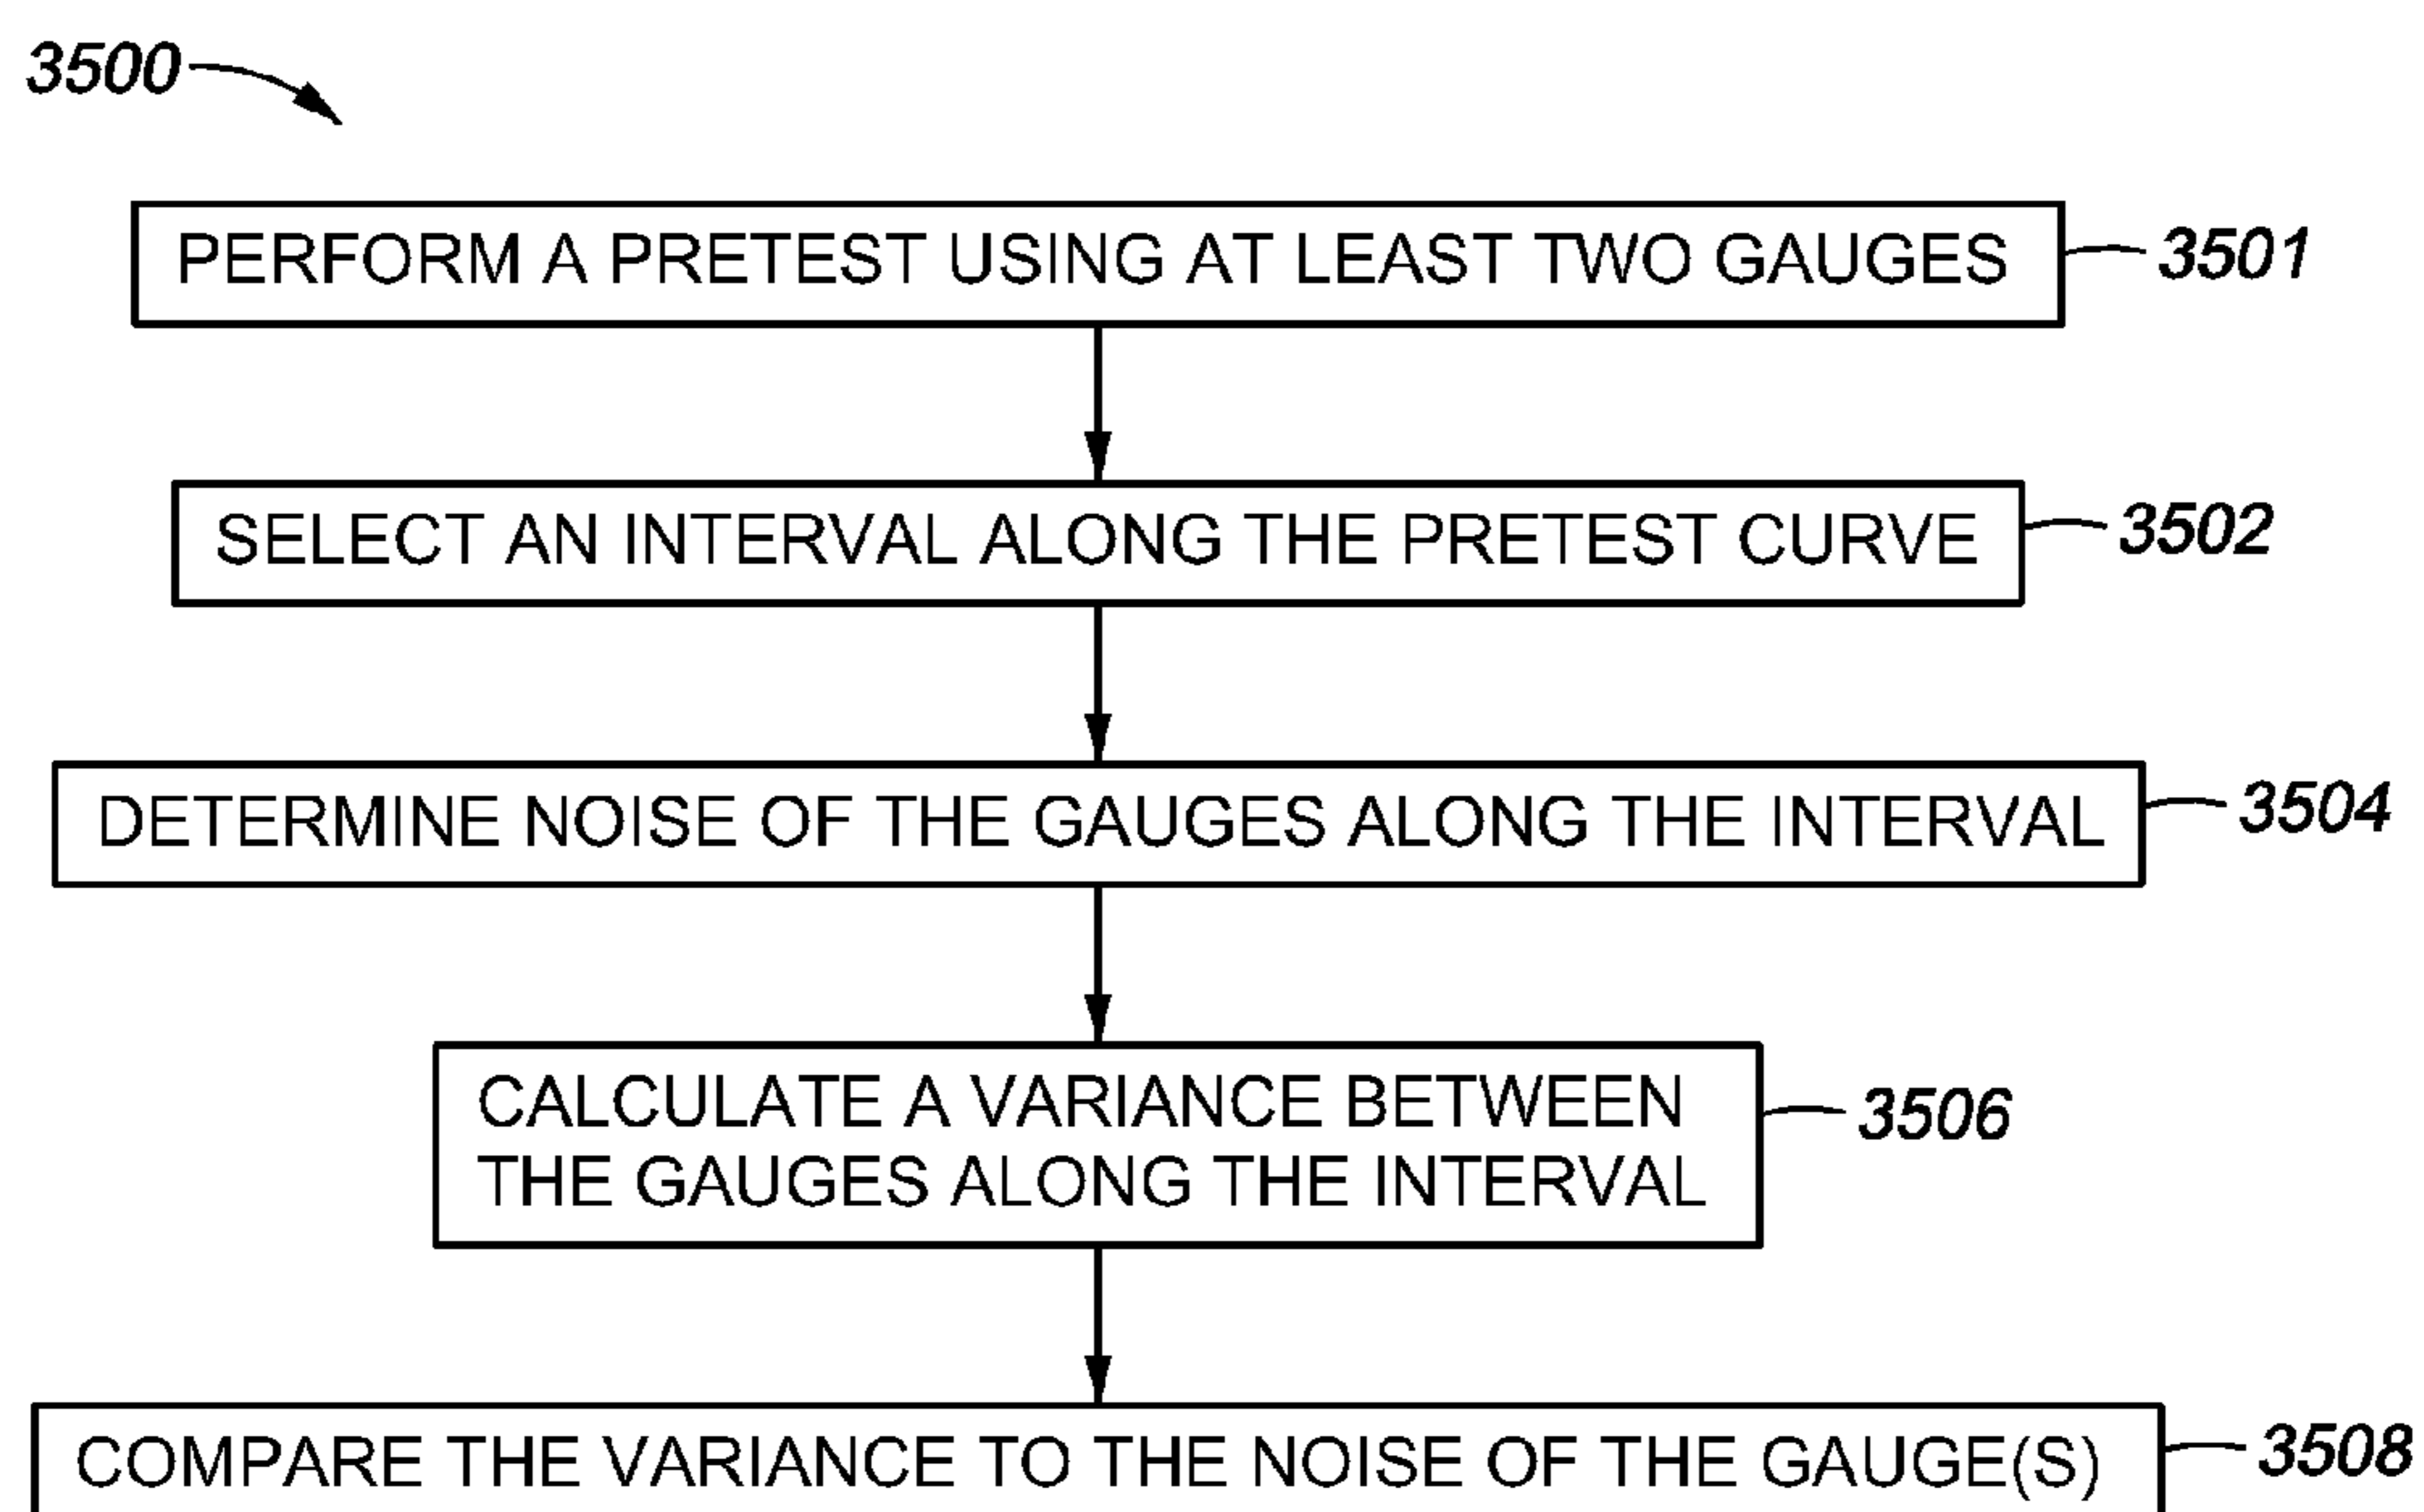 3500
PERFORM A PRETEST USING AT LEAST TWO GAUGES
3501
SELECT AN INTERVAL ALONG THE PRETEST CURVE
3502
DETERMINE NOISE OF THE GAUGES ALONG THE INTERVAL
3504
CALCULATE A VARIANCE BETWEEN
THE GAUGES ALONG THE INTERVAL
3506
COMPARE THE VARIANCE TO THE NOISE OF THE GAUGE(S)
3508